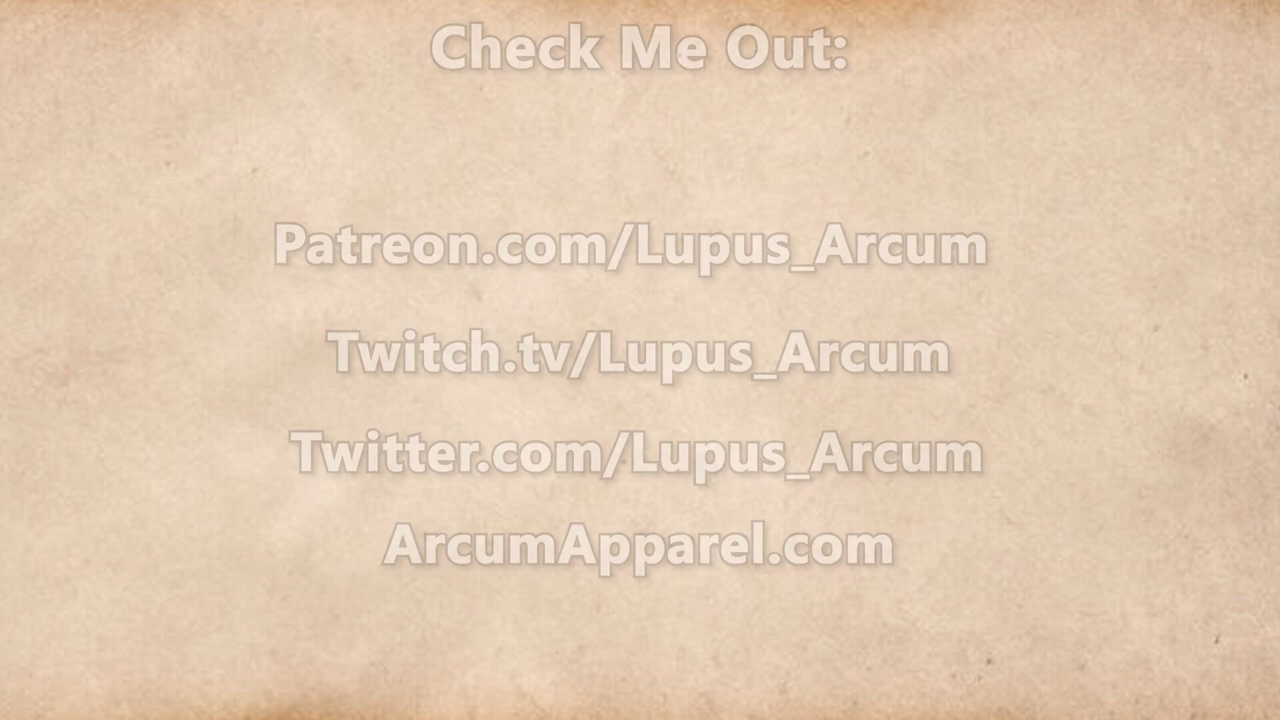 Check Me Out:
Patreon.com/Lupus_Arcum
Twitch.tv/Lupus_Arcum
Twitter.com/Lupus_Arcum
ArcumApparel.com